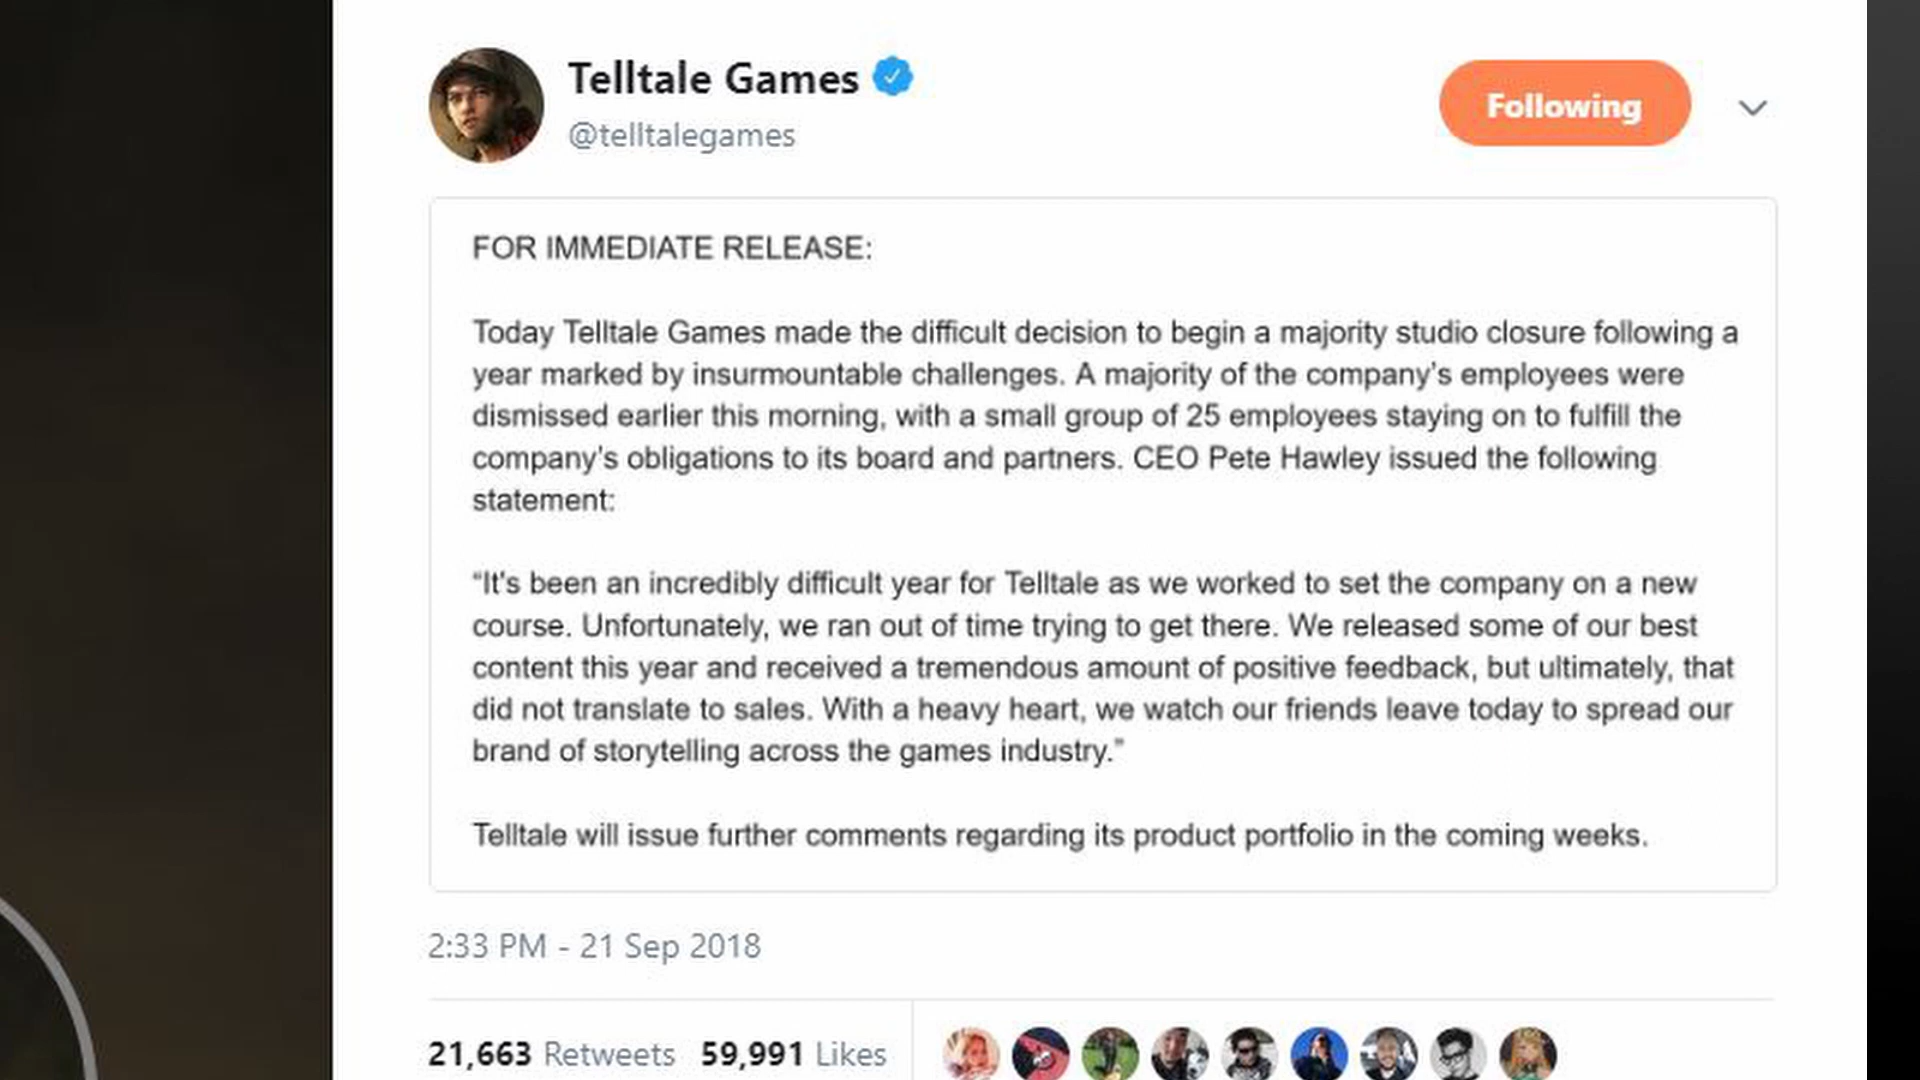 Telltale Games
@telltalegames
Following
FOR IMMEDIATE RELEASE:
Today Telltale Games made the difficult decision to begin a majority studio closure following a
year marked by insurmountable challenges. A majority of the company's employees were
dismissed earlier this morning, with a small group of 25 employees staying on to fulfill the
company's obligations to its board and partners. CEO Pete Hawley issued the following
statement:
“It's been an incredibly difficult year for Telltale as we worked to set the company on a new
course. Unfortunately, we ran out of time trying to get there. We released some of our best
content this year and received a tremendous amount of positive feedback, but ultimately, that
did not translate to sales. With a heavy heart, we watch our friends leave today to spread our
brand of storytelling across the games industry.”
Telltale will issue further comments regarding its product portfolio in the coming weeks.
2:33 PM - 21 Sep 2018
21,663 Retweets 59,991 Likes